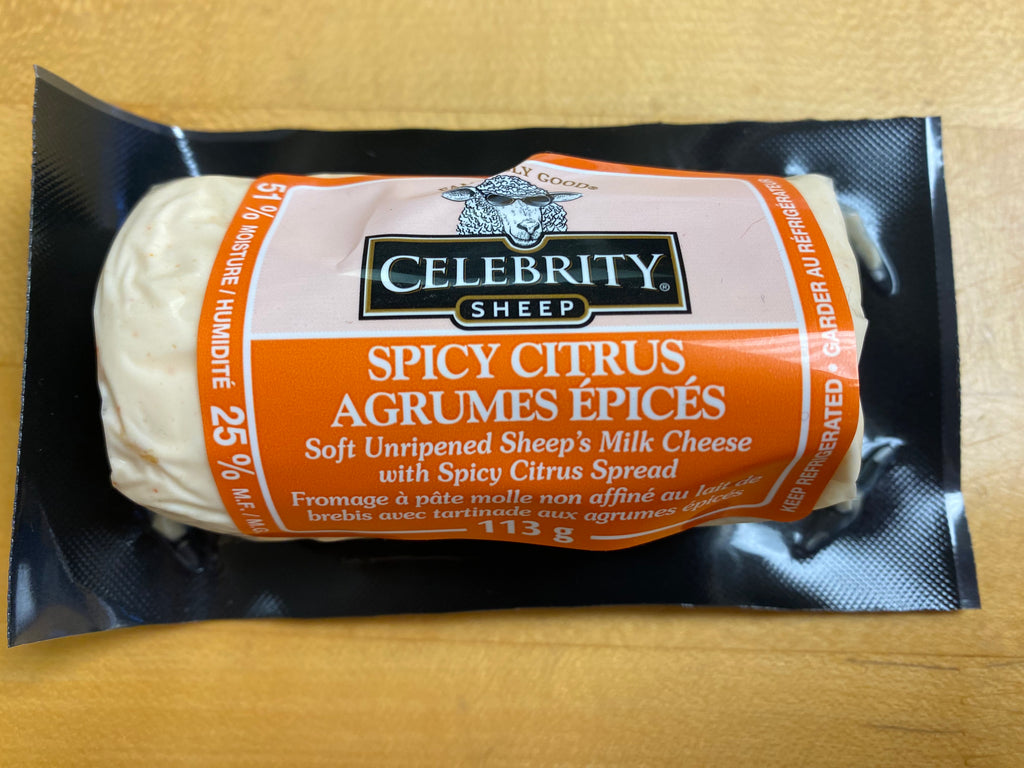 LY GOOD®
CELEBRITY®
SHEEP
SPICY CITRUS
AGRUMES ÉPICÉS
Soft Unripened Sheep's Milk Cheese
with Spicy Citrus Spread
Fromage à pâte molle non affiné au lait de
brebis avec tartinade aux agrumes épicés
113 g
51% MOISTURE / HUMIDITÉ 25% M.F. / M.G.
KEEP REFRIGERATED • GARDER AU RÉFRIGÉRATEUR